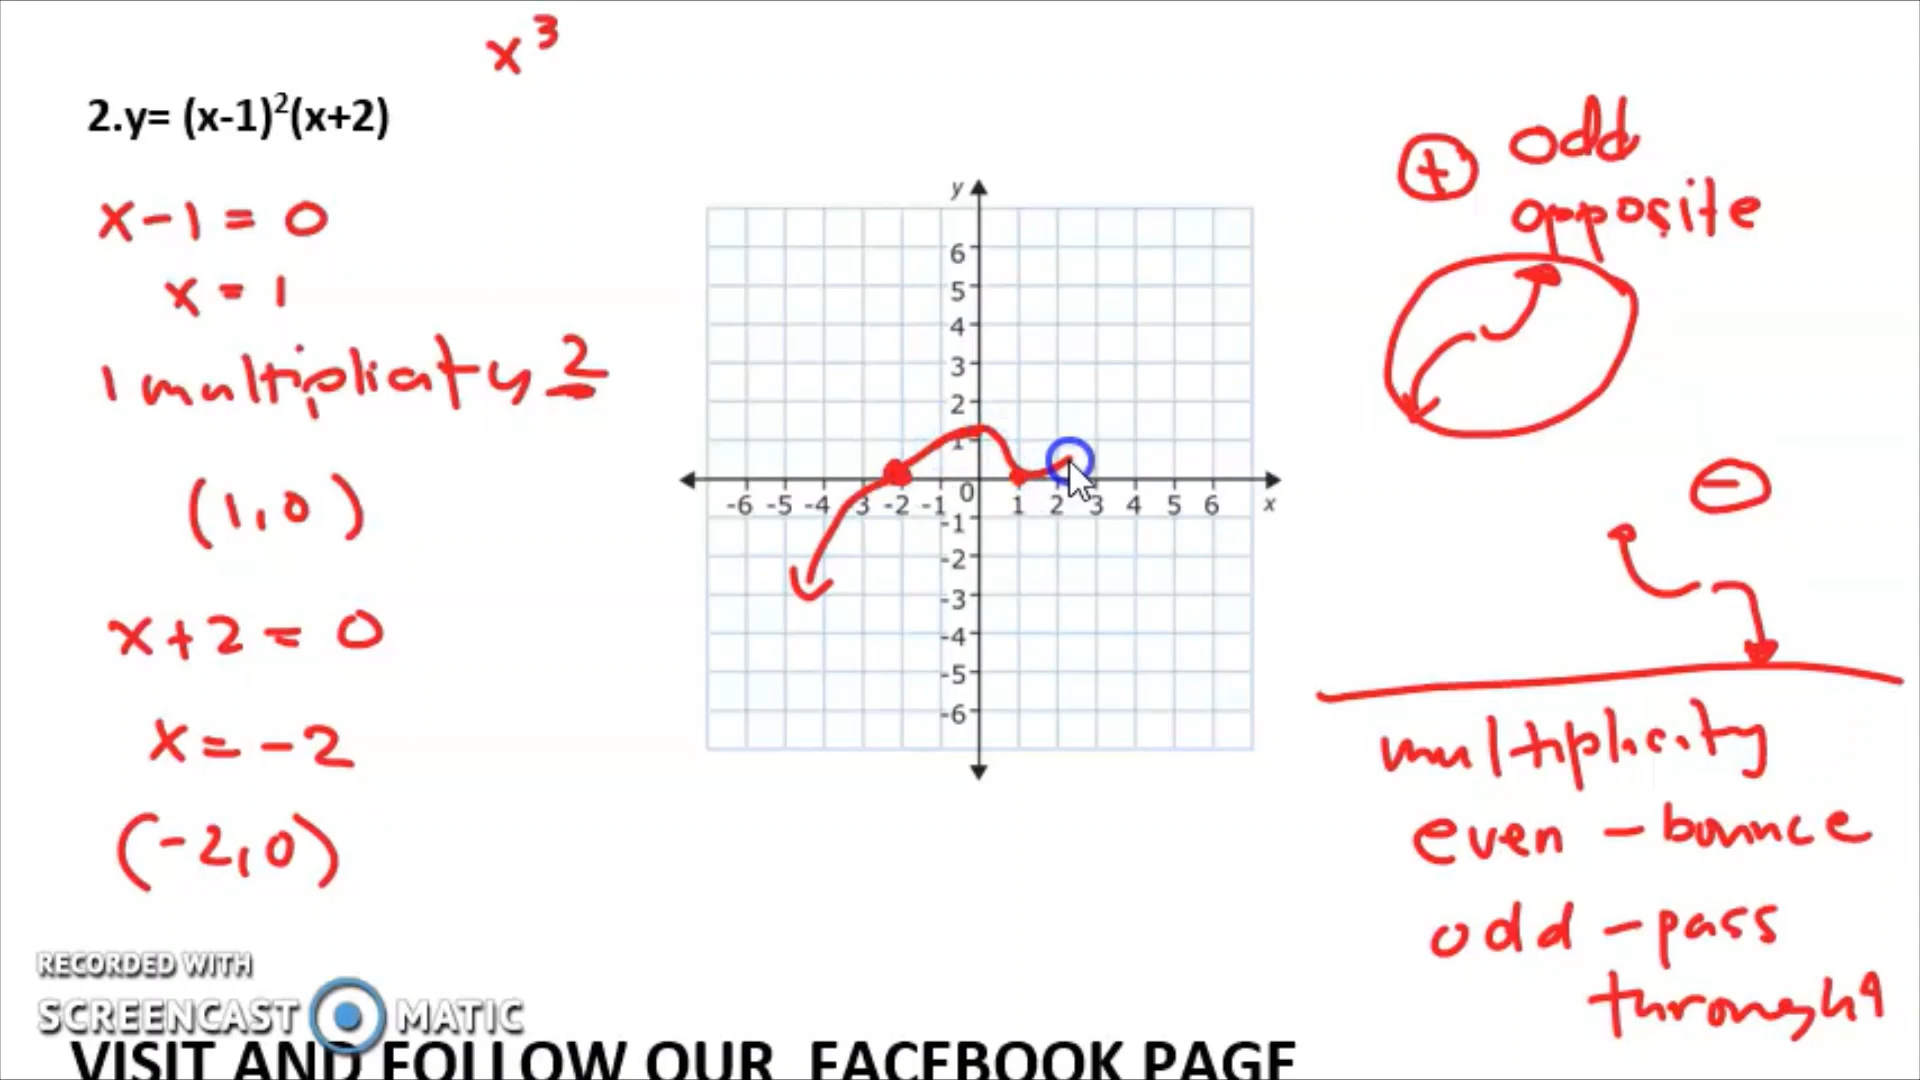 x³
2.y= (x-1)²(x+2)
x-1=0
x=1
1 multiplicity 2
(1,0)
x+2=0
x=-2
(-2,0)
y
6
5
4
3
2
1
-6 -5 -4 3 -2 -1 0 1 2 3 4 5 6 x
-1
-2
-3
-4
-5
-6
+ odd
opposite
-
multiplicity
even - bounce
odd - pass
through
RECORDED WITH
SCREENCAST MATIC
VISIT AND FOLLOW OUR FACEBOOK PAGE